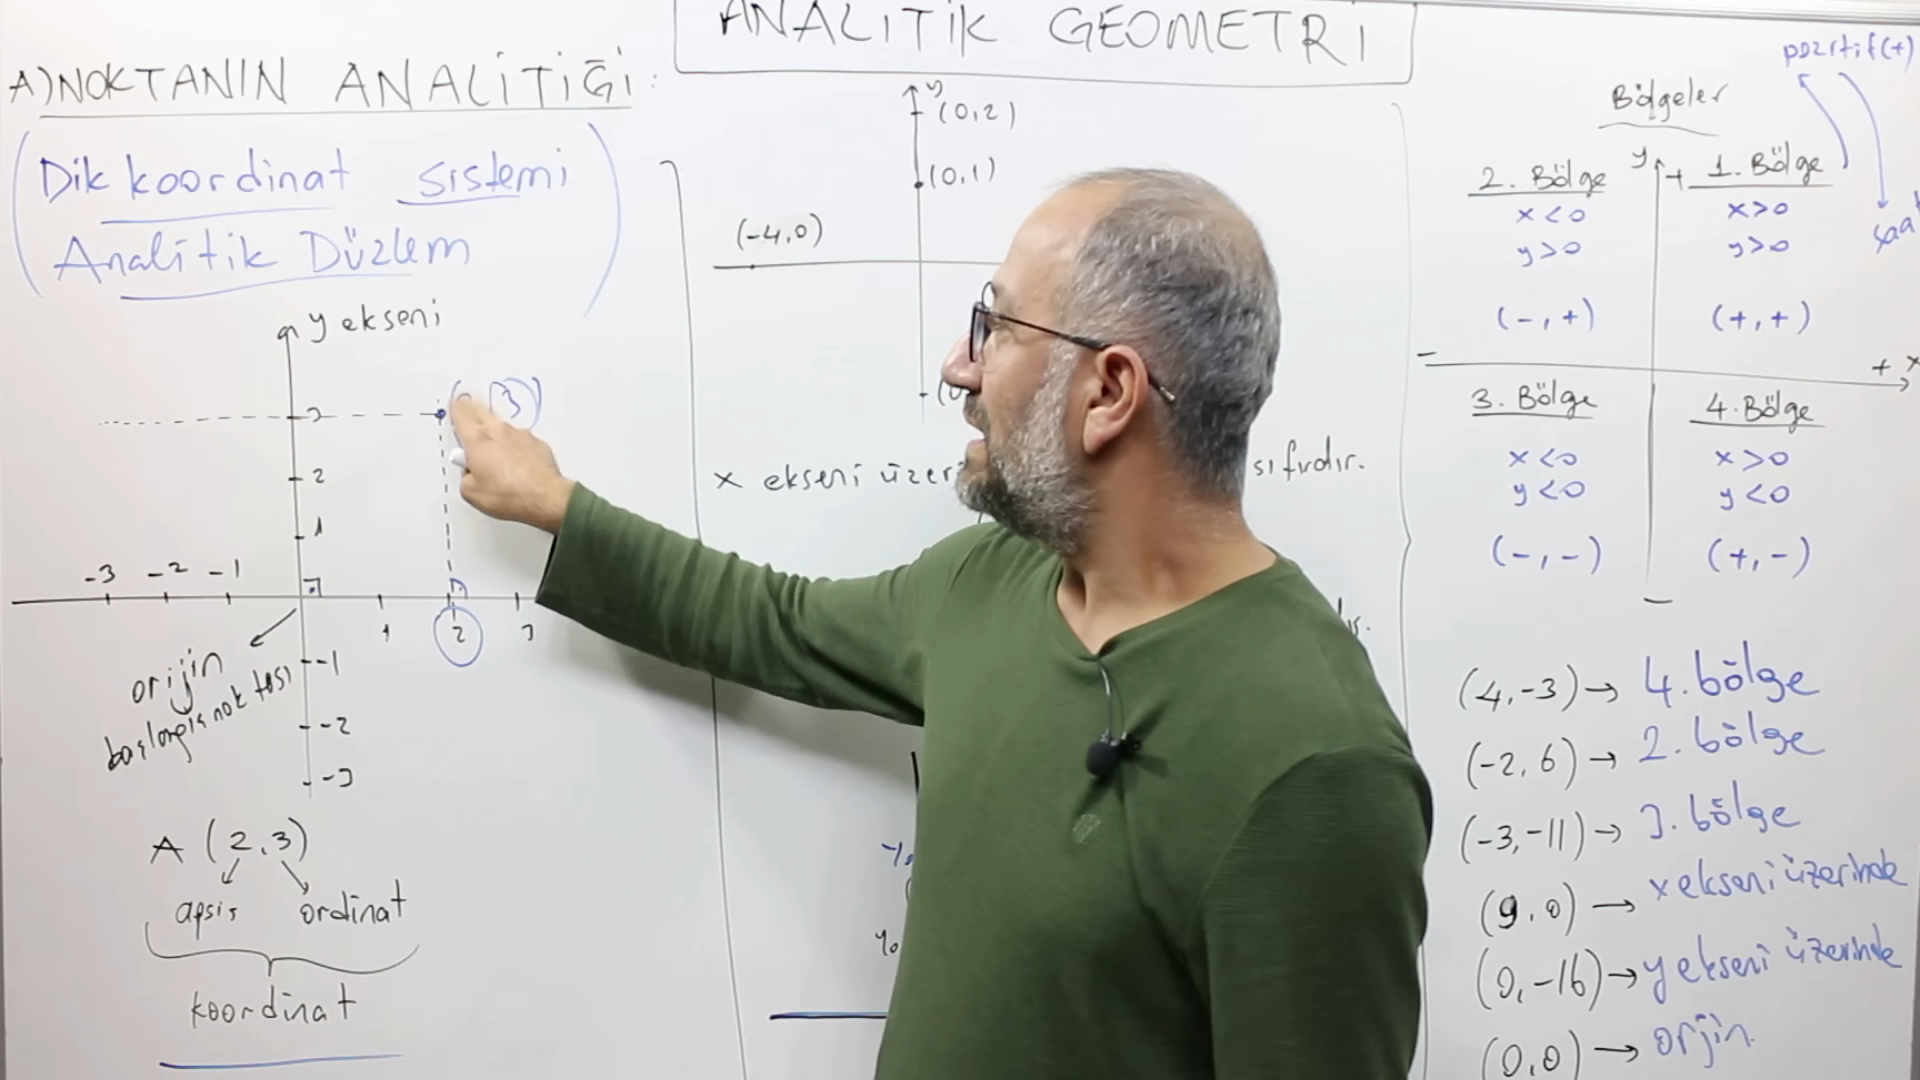 ANALİTİK GEOMETRİ
A) NOKTANIN ANALİTİĞİ:
(Dik koordinat sistemi
Analitik Düzlem)
y ekseni
3)
3
2
1
-3 -2 -1
1 2 3
-1
-2
-3
orijin
başlangıç noktası
A (2,3)
apsis ordinat
koordinat
y
(0,2)
(0,1)
(-4,0)
(0
x ekseni
sıfırdır.
pozitif(+)
Bölgeler
y +
2. Bölge
x<0
y>0
(-,+)
1. Bölge
x>0
y>0
(+,+)
- + x
3. Bölge
x<0
y<0
(-,-)
4. Bölge
x>0
y<0
(+,-)
-
(4,-3) → 4. bölge
(-2,6) → 2. bölge
(-3,-11) → 3. bölge
(9,0) → x ekseni üzerinde
(0,-16) → y ekseni üzerinde
(0,0) → orjin